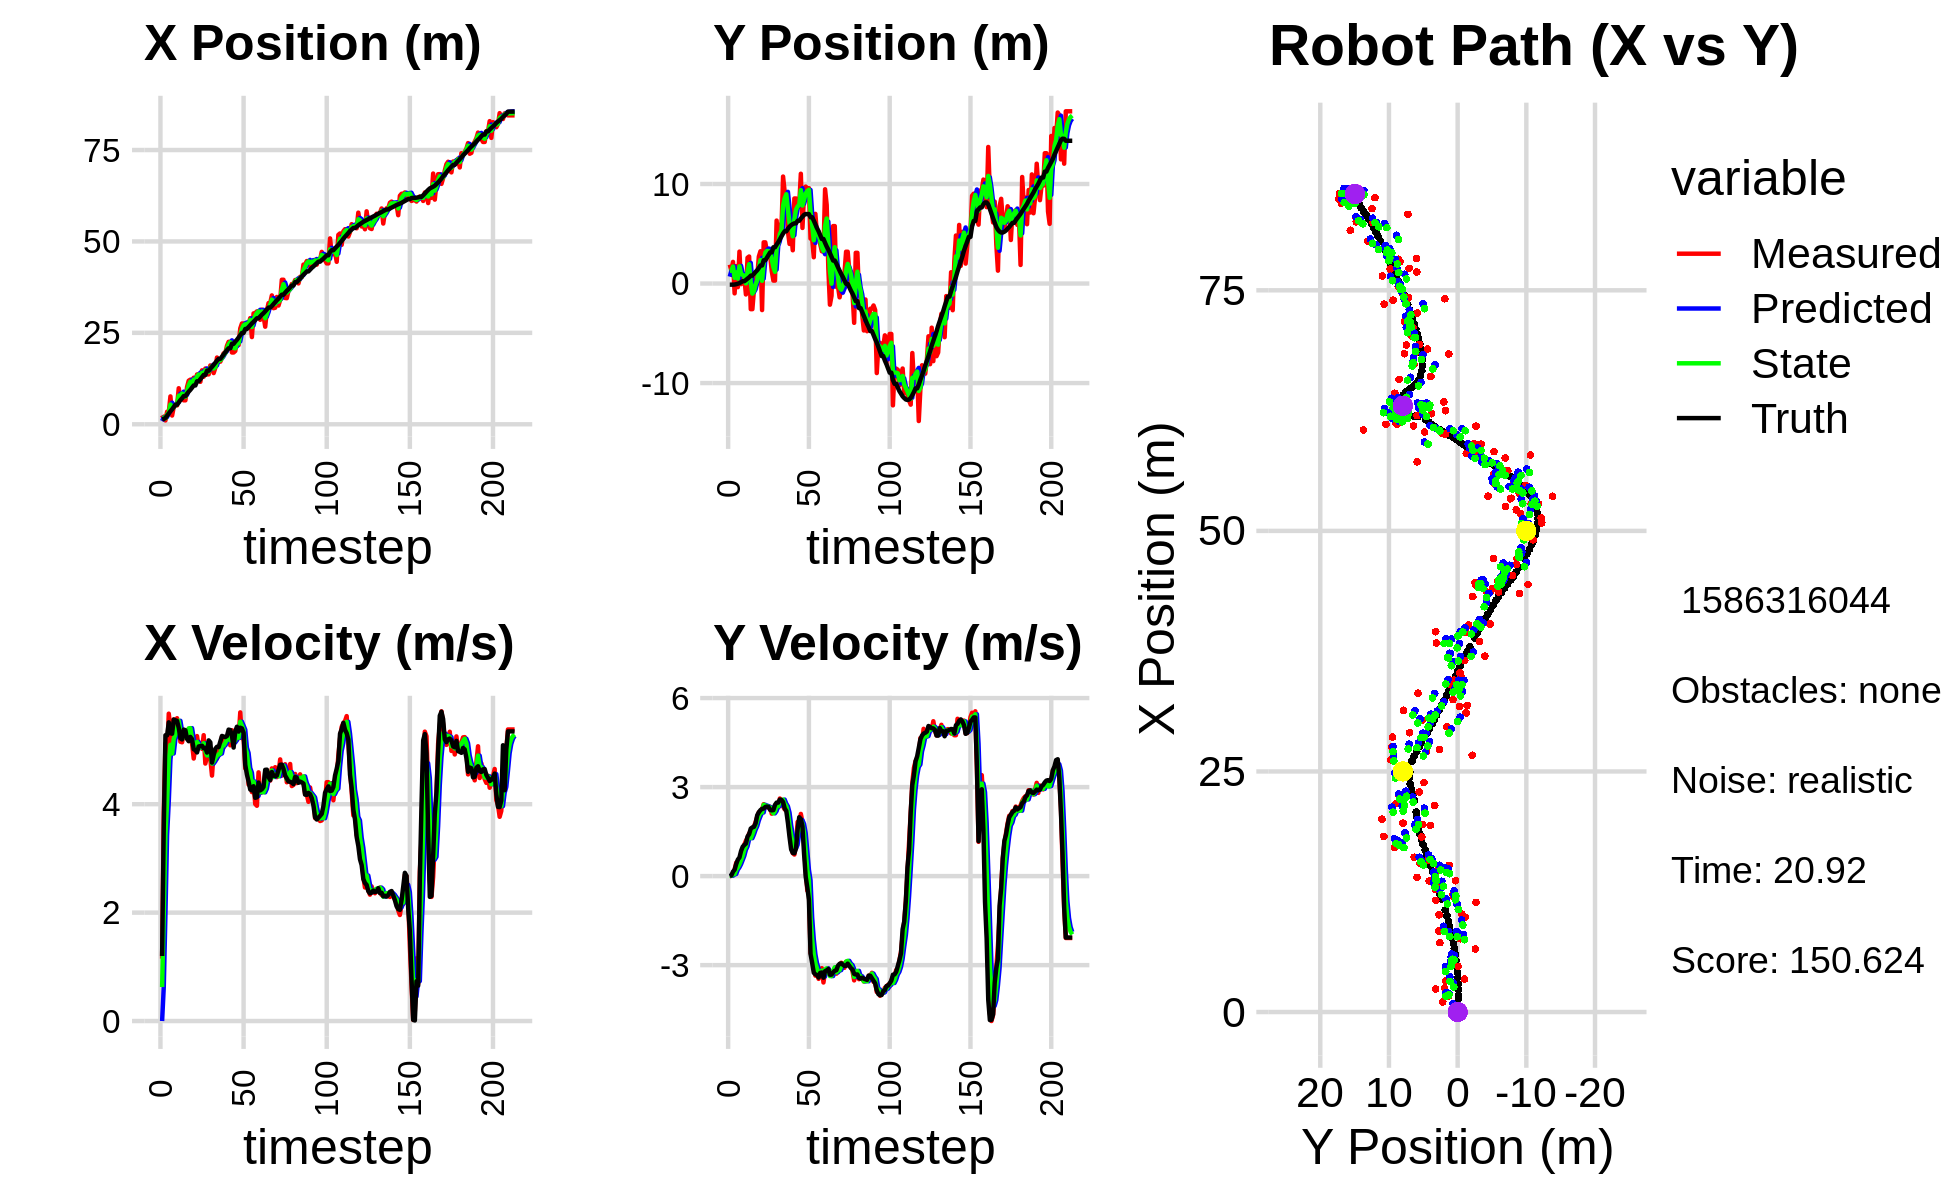 X Position (m)
75
50
25
0
0 50 100 150 200
timestep
Y Position (m)
10
0
-10
0 50 100 150 200
timestep
X Velocity (m/s)
4
2
0
0 50 100 150 200
timestep
Y Velocity (m/s)
6
3
0
-3
0 50 100 150 200
timestep
Robot Path (X vs Y)
X Position (m)
75
50
25
0
20 10 0 -10 -20
Y Position (m)
variable
Measured
Predicted
State
Truth
1586316044
Obstacles: none
Noise: realistic
Time: 20.92
Score: 150.624